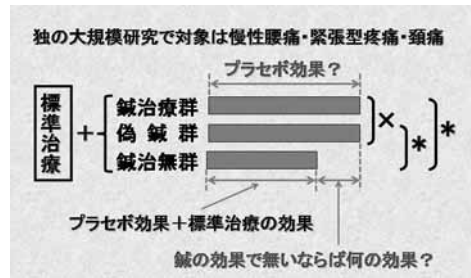 独の大規模研究で対象は慢性腰痛・緊張型疼痛・頚痛
プラセボ効果？
標準治療
＋
鍼治療群
偽鍼群
鍼治無群
×
＊
＊
プラセボ効果＋標準治療の効果
鍼の効果で無いならば何の効果？